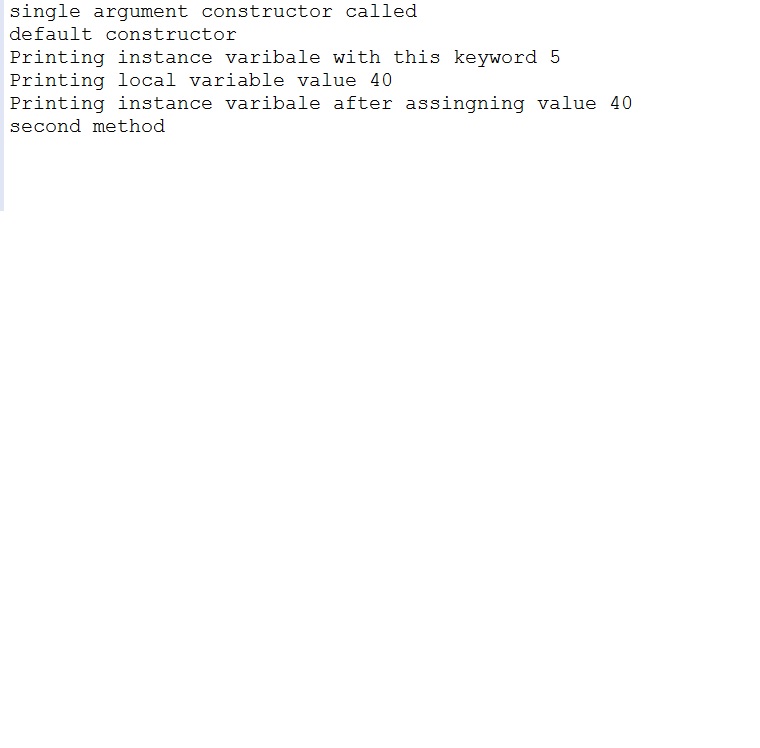 single argument constructor called
default constructor
Printing instance varibale with this keyword 5
Printing local variable value 40
Printing instance varibale after assingning value 40
second method